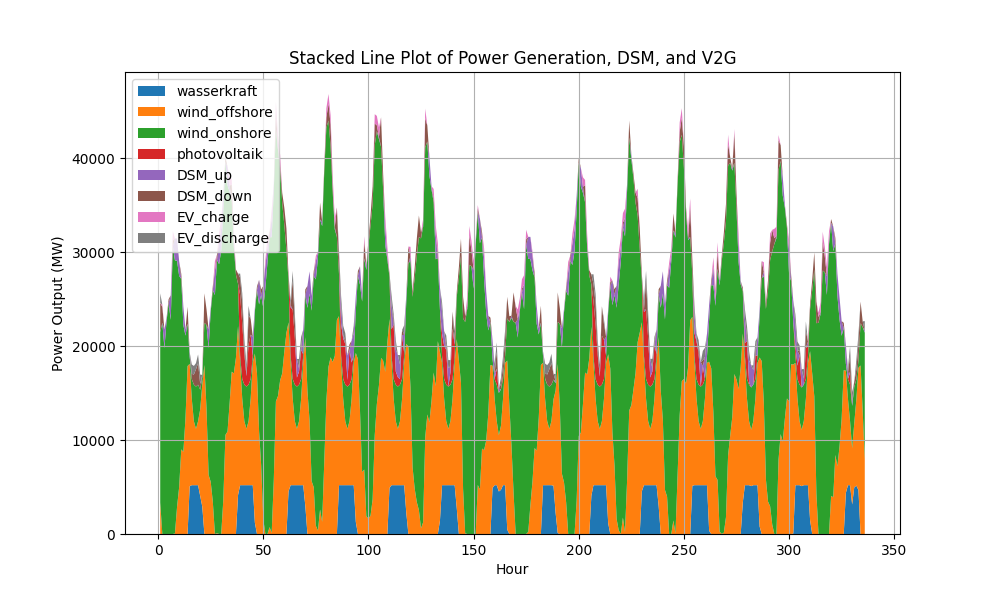 Stacked Line Plot of Power Generation, DSM, and V2G
wasserkraft
wind_offshore
wind_onshore
photovoltaik
DSM_up
DSM_down
EV_charge
EV_discharge
Power Output (MW)
40000
30000
20000
10000
0
0 50 100 150 200 250 300 350
Hour